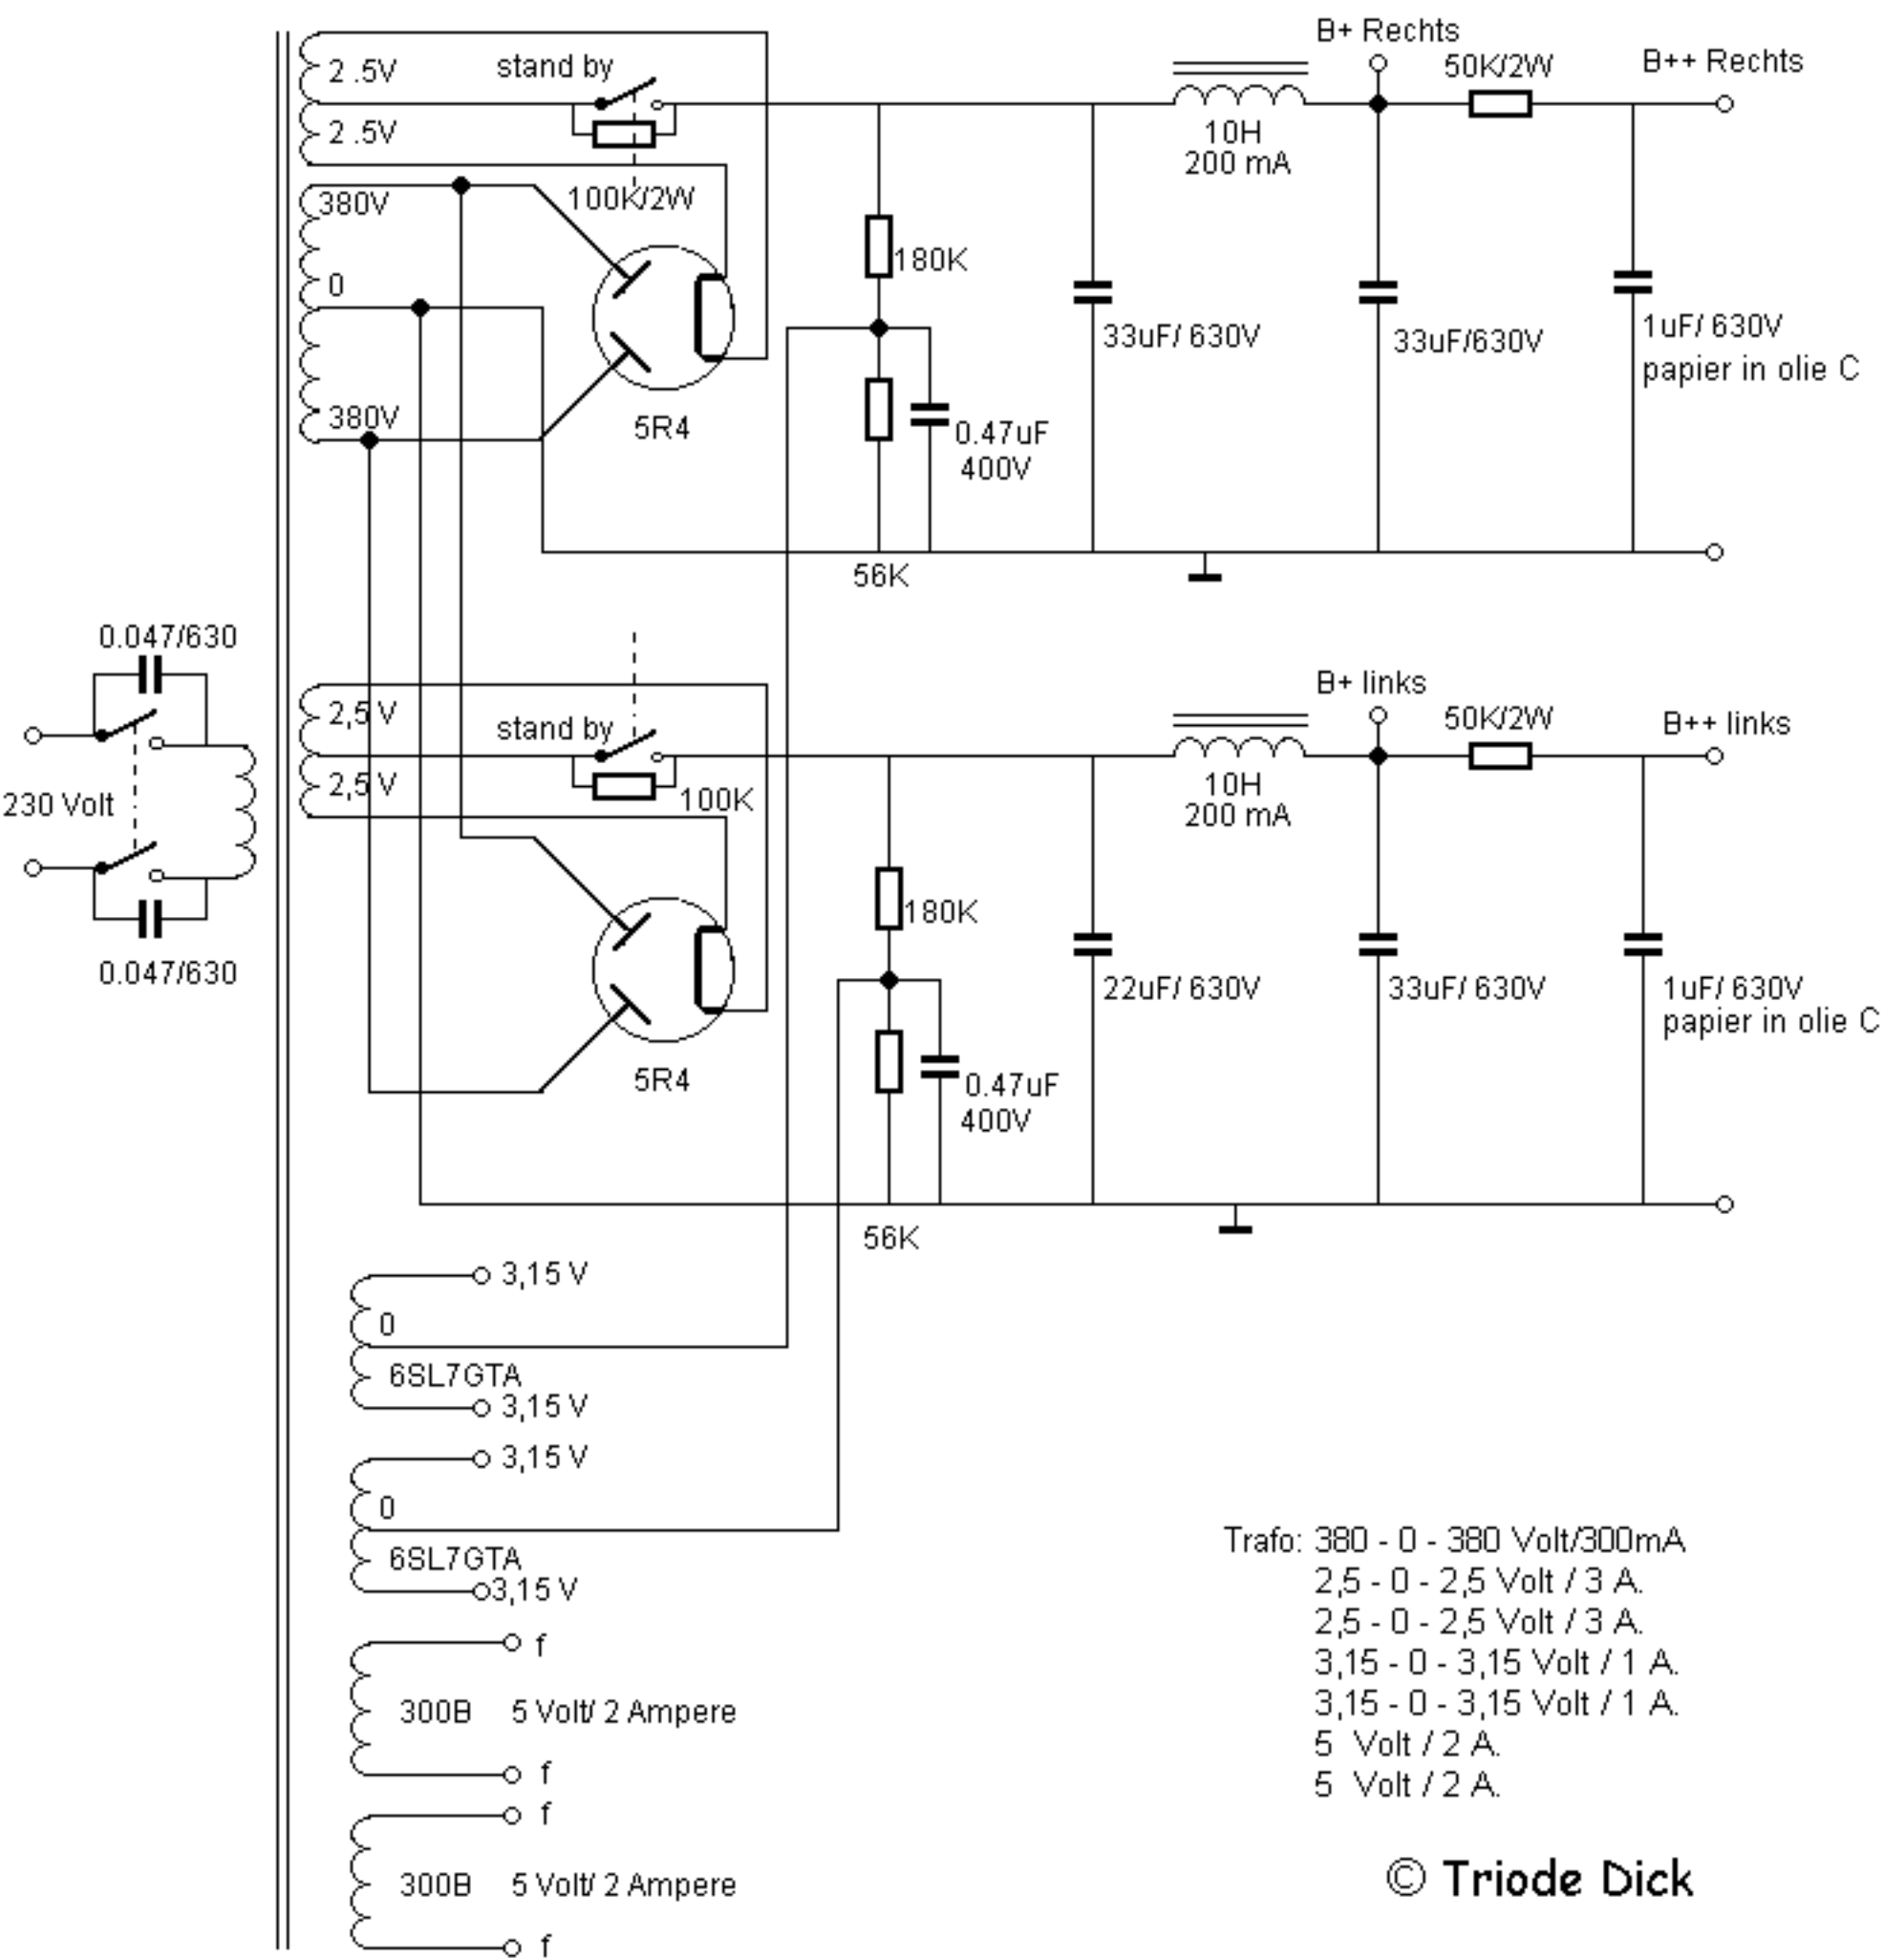 B+ Rechts
2 .5V
stand by
50K/2W
B++ Rechts
2 .5V
10H
200 mA
380V
100K/2W
180K
0
33uF/ 630V
33uF/630V
1uF/ 630V
papier in olie C
380V
5R4
0.47uF
400V
56K
0.047/630
B+ links
2,5 V
stand by
50K/2W
B++ links
2,5 V
100K
10H
200 mA
230 Volt
180K
0.047/630
22uF/ 630V
33uF/ 630V
1uF/ 630V
papier in olie C
5R4
0.47uF
400V
56K
3,15 V
0
6SL7GTA
3,15 V
3,15 V
0
6SL7GTA
3,15 V
Trafo: 380 - 0 - 380 Volt/300mA
2,5 - 0 - 2,5 Volt / 3 A.
2,5 - 0 - 2,5 Volt / 3 A.
3,15 - 0 - 3,15 Volt / 1 A.
3,15 - 0 - 3,15 Volt / 1 A.
5 Volt / 2 A.
5 Volt / 2 A.
f
300B 5 Volt/ 2 Ampere
f
f
300B 5 Volt/ 2 Ampere
f
© Triode Dick